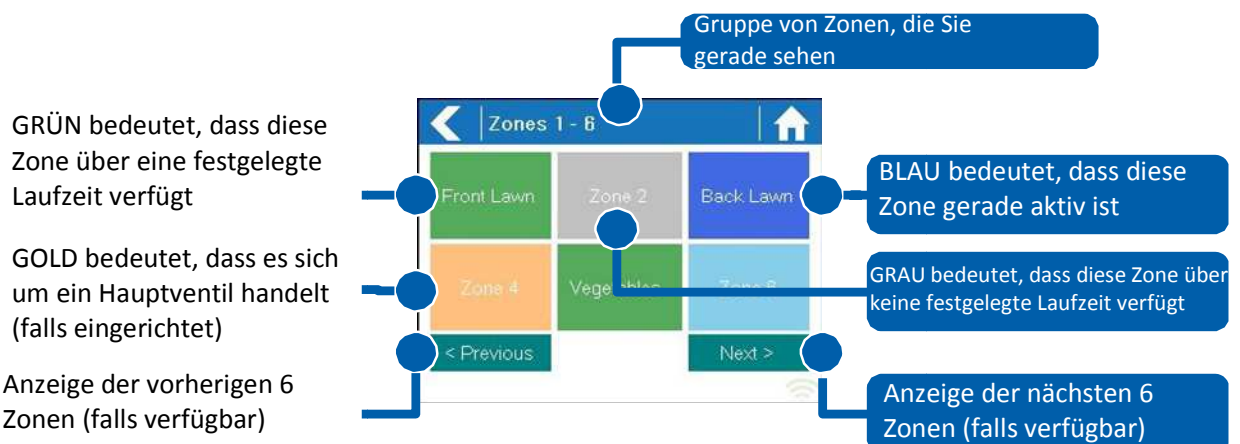 Gruppe von Zonen, die Sie
gerade sehen
GRÜN bedeutet, dass diese
Zone über eine festgelegte
Laufzeit verfügt
GOLD bedeutet, dass es sich
um ein Hauptventil handelt
(falls eingerichtet)
Anzeige der vorherigen 6
Zonen (falls verfügbar)
Zones 1 - 6
Front Lawn
Zone 2
Back Lawn
Zone 4
Vegetables
Zone 6
< Previous
Next >
BLAU bedeutet, dass diese
Zone gerade aktiv ist
GRAU bedeutet, dass diese Zone über
keine festgelegte Laufzeit verfügt
Anzeige der nächsten 6
Zonen (falls verfügbar)